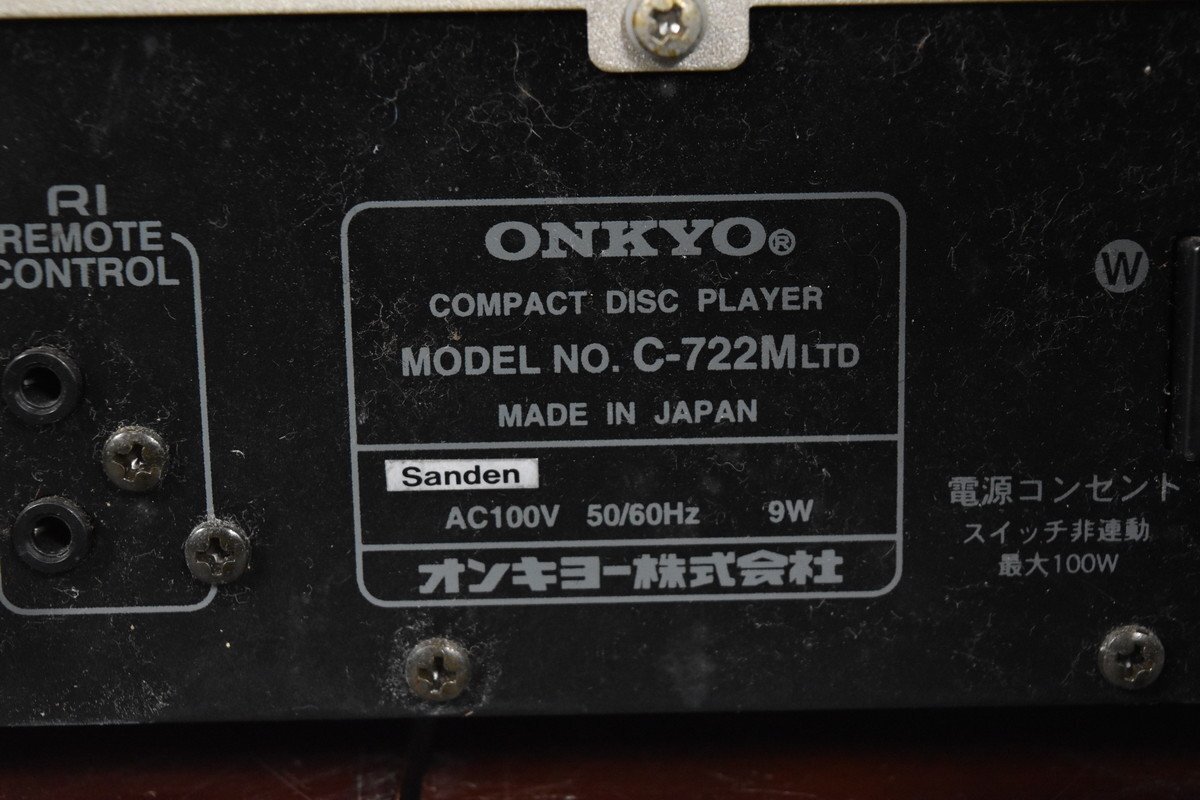 RI
REMOTE
CONTROL
ONKYO®
COMPACT DISC PLAYER
MODEL NO. C-722MLTD
MADE IN JAPAN
Sanden
AC100V 50/60Hz 9W
オンキヨー株式会社
W
電源コンセント
スイッチ非連動
最大100W